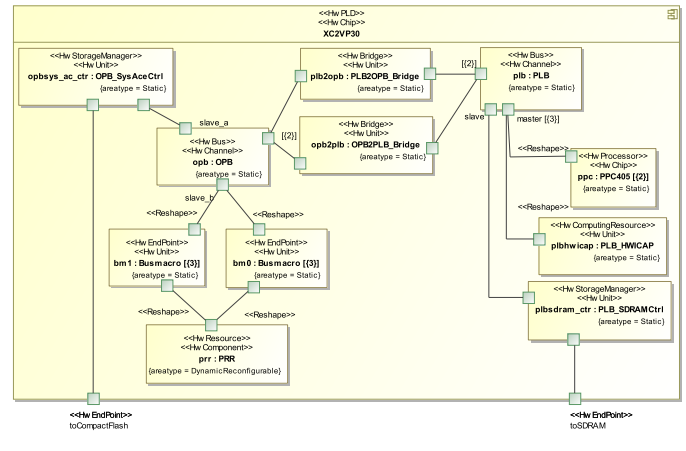 <<Hw PLD>>
<<Hw Chip>>
XC2VP30
<<Hw StorageManager>>
<<Hw Unit>>
opbsys_ac_ctr : OPB_SysAceCtrl
{areatype = Static}
<<Hw Bridge>>
<<Hw Unit>>
plb2opb : PLB2OPB_Bridge
{areatype = Static}
[{2}]
<<Hw Bus>>
<<Hw Channel>>
plb : PLB
{areatype = Static}
slave
master [{3}]
slave_a
[{2}]
<<Hw Bridge>>
<<Hw Unit>>
opb2plb : OPB2PLB_Bridge
{areatype = Static}
<<Hw Bus>>
<<Hw Channel>>
opb : OPB
{areatype = Static}
slave_b
<<Reshape>>
<<Hw Processor>>
<<Hw Chip>>
ppc : PPC405 [{2}]
{areatype = Static}
<<Reshape>>
<<Reshape>>
<<Reshape>>
<<Hw ComputingResource>>
<<Hw Unit>>
plbhwicap : PLB_HWICAP
{areatype = Static}
<<Hw EndPoint>>
<<Hw Unit>>
bm1 : Busmacro [{3}]
{areatype = Static}
<<Hw EndPoint>>
<<Hw Unit>>
bm0 : Busmacro [{3}]
{areatype = Static}
<<Hw StorageManager>>
<<Hw Unit>>
plbsdram_ctr : PLB_SDRAMCtrl
{areatype = Static}
<<Reshape>>
<<Reshape>>
<<Hw Resource>>
<<Hw Component>>
prr : PRR
{areatype = DynamicReconfigurable}
<<Hw EndPoint>>
toCompactFlash
<<Hw EndPoint>>
toSDRAM